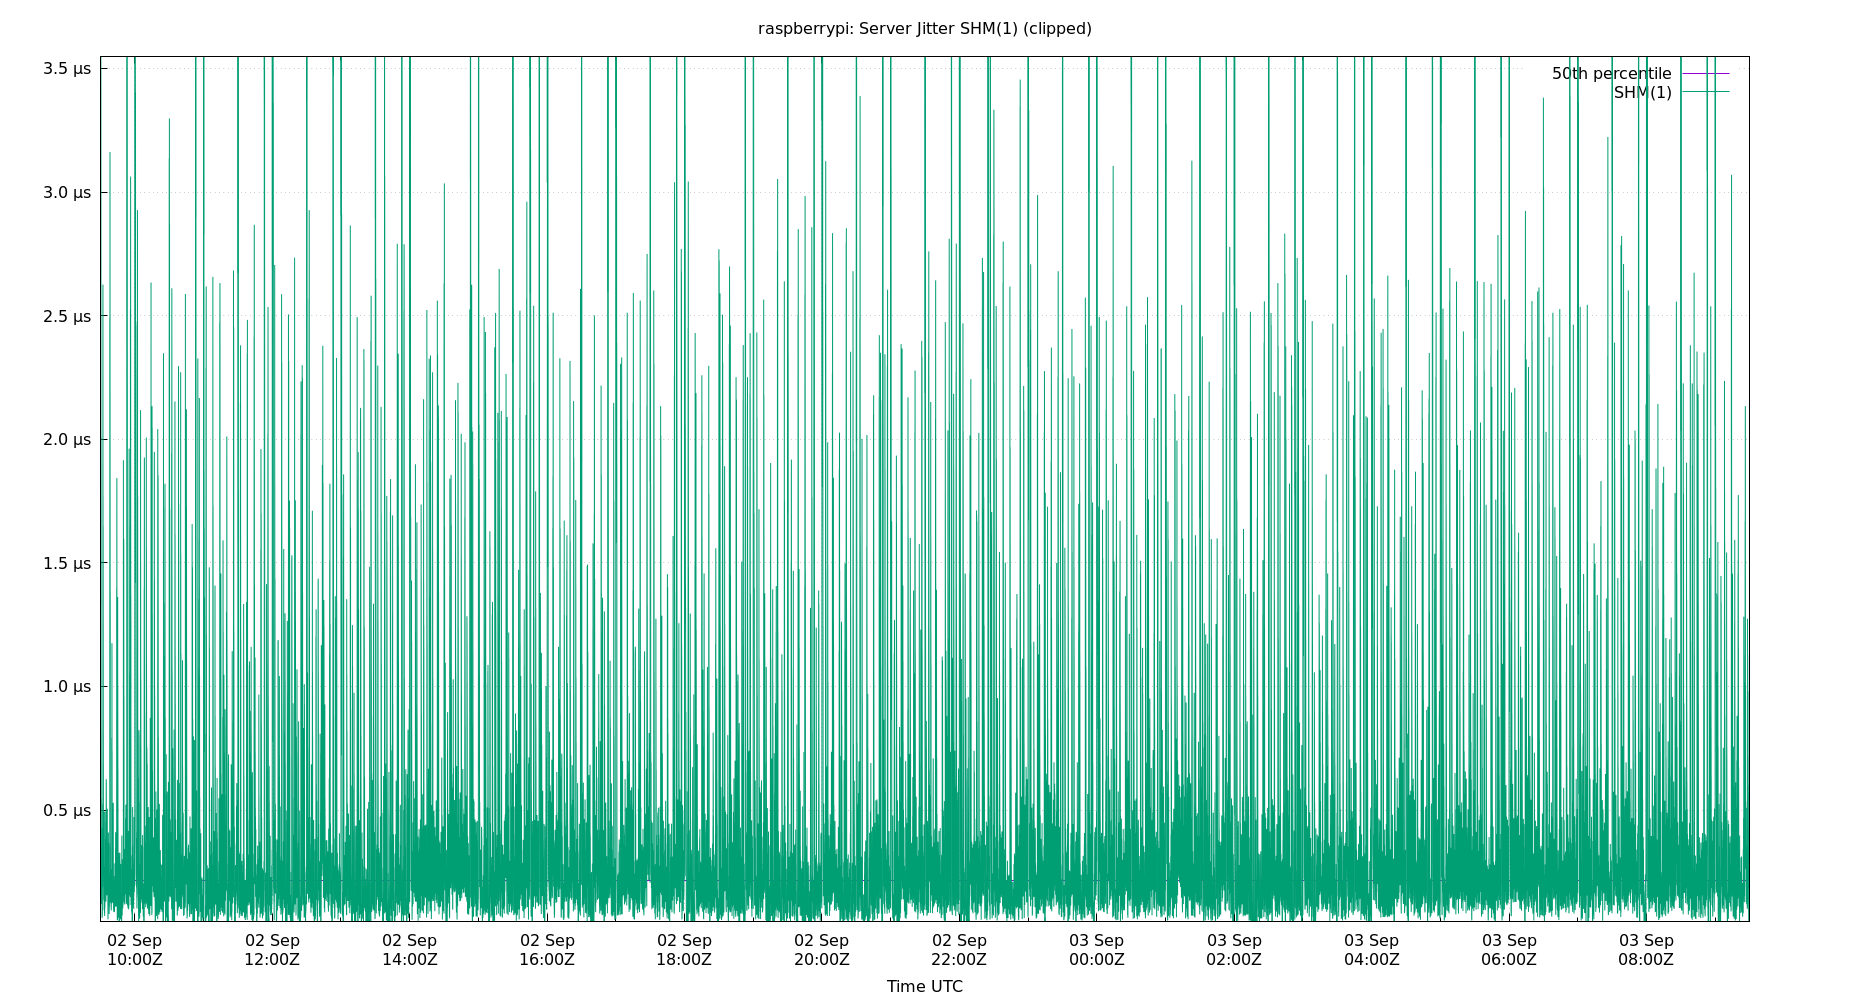 raspberrypi: Server Jitter SHM(1) (clipped)
50th percentile
SHM(1)
3.5 µs
3.0 µs
2.5 µs
2.0 µs
1.5 µs
1.0 µs
0.5 µs
02 Sep 02 Sep 02 Sep 02 Sep 02 Sep 02 Sep 02 Sep 03 Sep 03 Sep 03 Sep 03 Sep 03 Sep
10:00Z 12:00Z 14:00Z 16:00Z 18:00Z 20:00Z 22:00Z 00:00Z 02:00Z 04:00Z 06:00Z 08:00Z
Time UTC